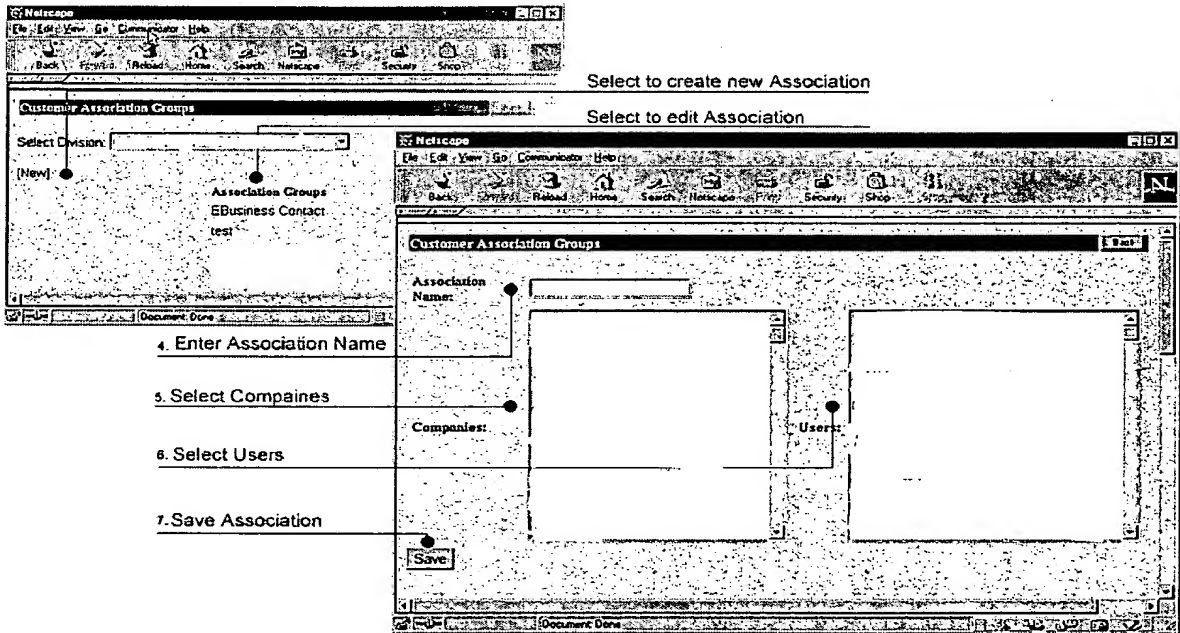 Netscape
File Edit View Go Communicator Help
Back Forward Reload Home Search Netscape Security Shop
Select to create new Association
Customer Association Groups
Select to edit Association
Select Division:
[New]
Association Groups
EBusiness Contact
test
Document: Done
Netscape
File Edit View Go Communicator Help
Back Reload Home Search Netscape Print Security Shop
N
Customer Association Groups
Back
Association
Name:
4. Enter Association Name
5. Select Compaines
Companies:
Users:
6. Select Users
7. Save Association
Save
Document: Done